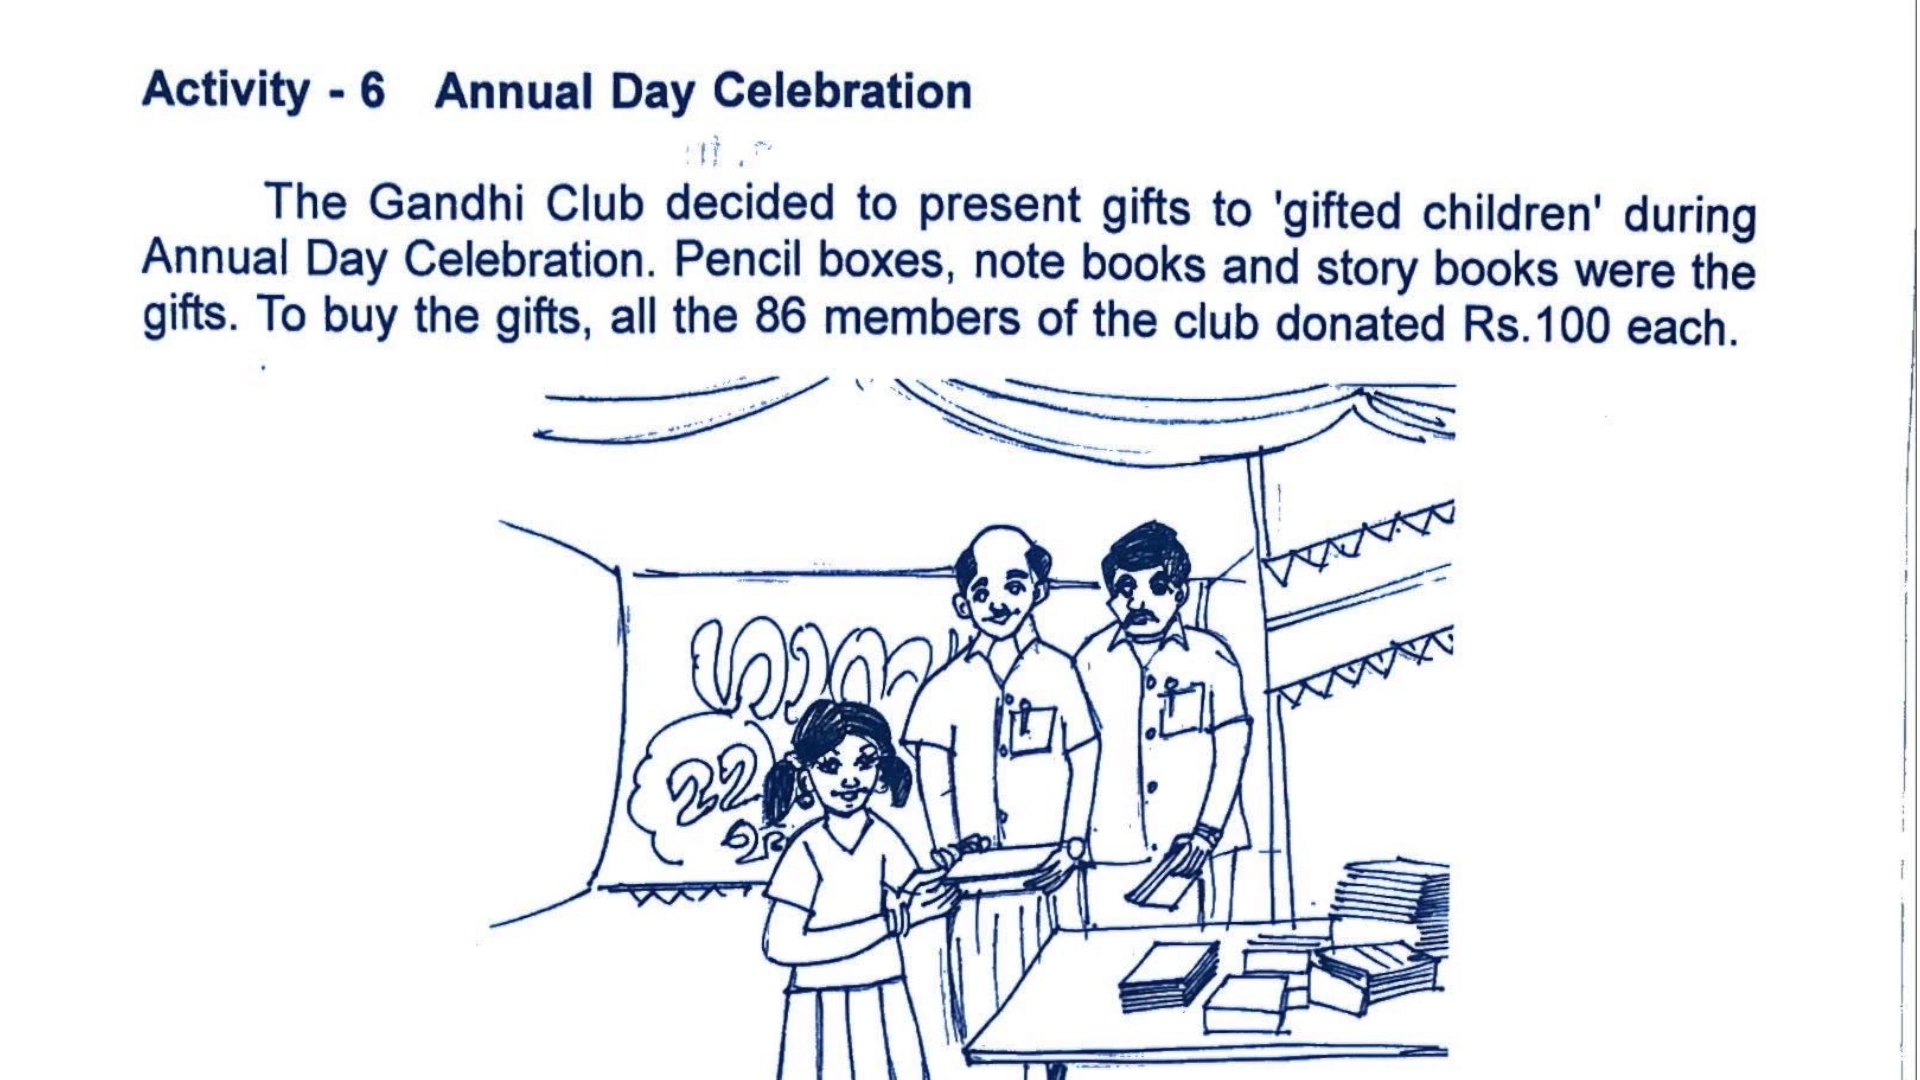 Activity - 6 Annual Day Celebration
The Gandhi Club decided to present gifts to 'gifted children' during
Annual Day Celebration. Pencil boxes, note books and story books were the
gifts. To buy the gifts, all the 86 members of the club donated Rs.100 each.
22